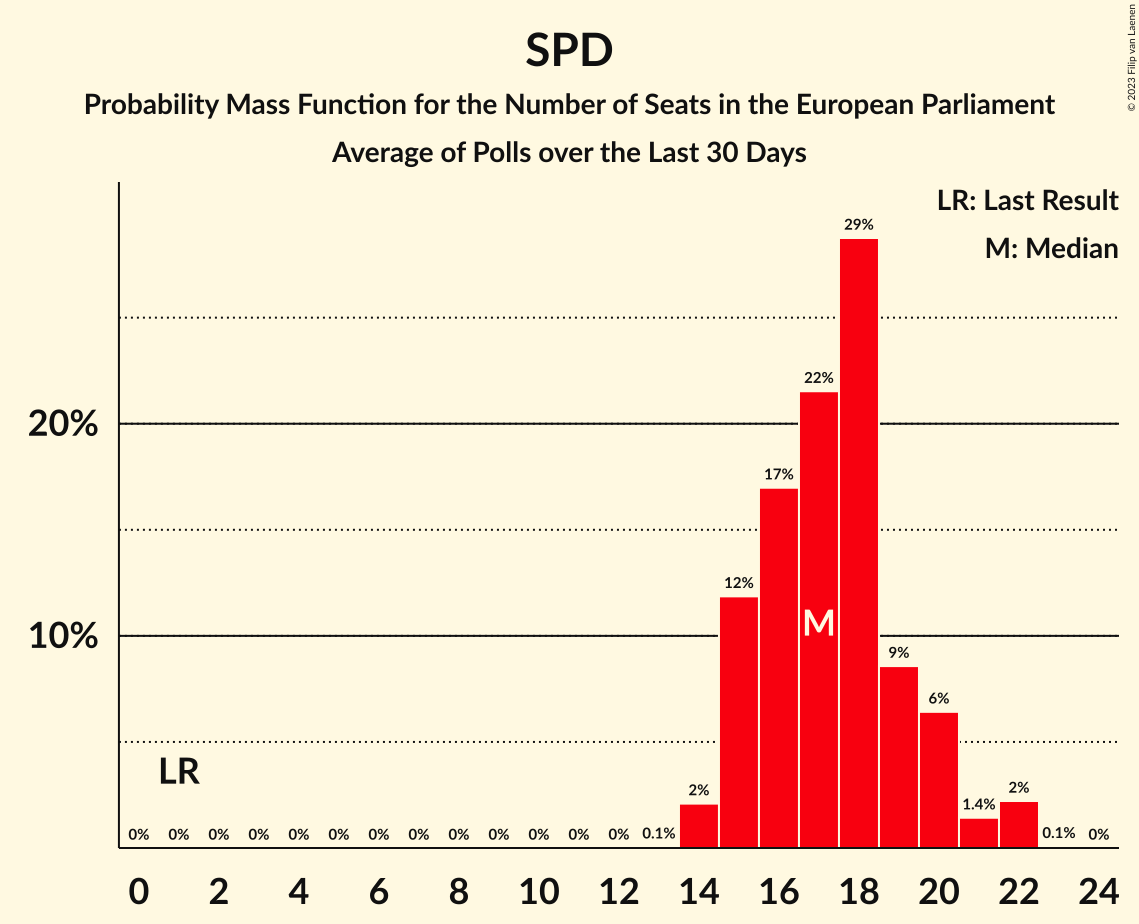 SPD
Probability Mass Function for the Number of Seats in the European Parliament
Average of Polls over the Last 30 Days
© 2023 Filip van Laenen
LR: Last Result
M: Median
29%
22%
20%
17%
12%
M
10%
9%
6%
LR
2%
2%
1.4%
0% 0% 0% 0% 0% 0% 0% 0% 0% 0% 0% 0% 0% 0.1% 0.1% 0%
0 2 4 6 8 10 12 14 16 18 20 22 24